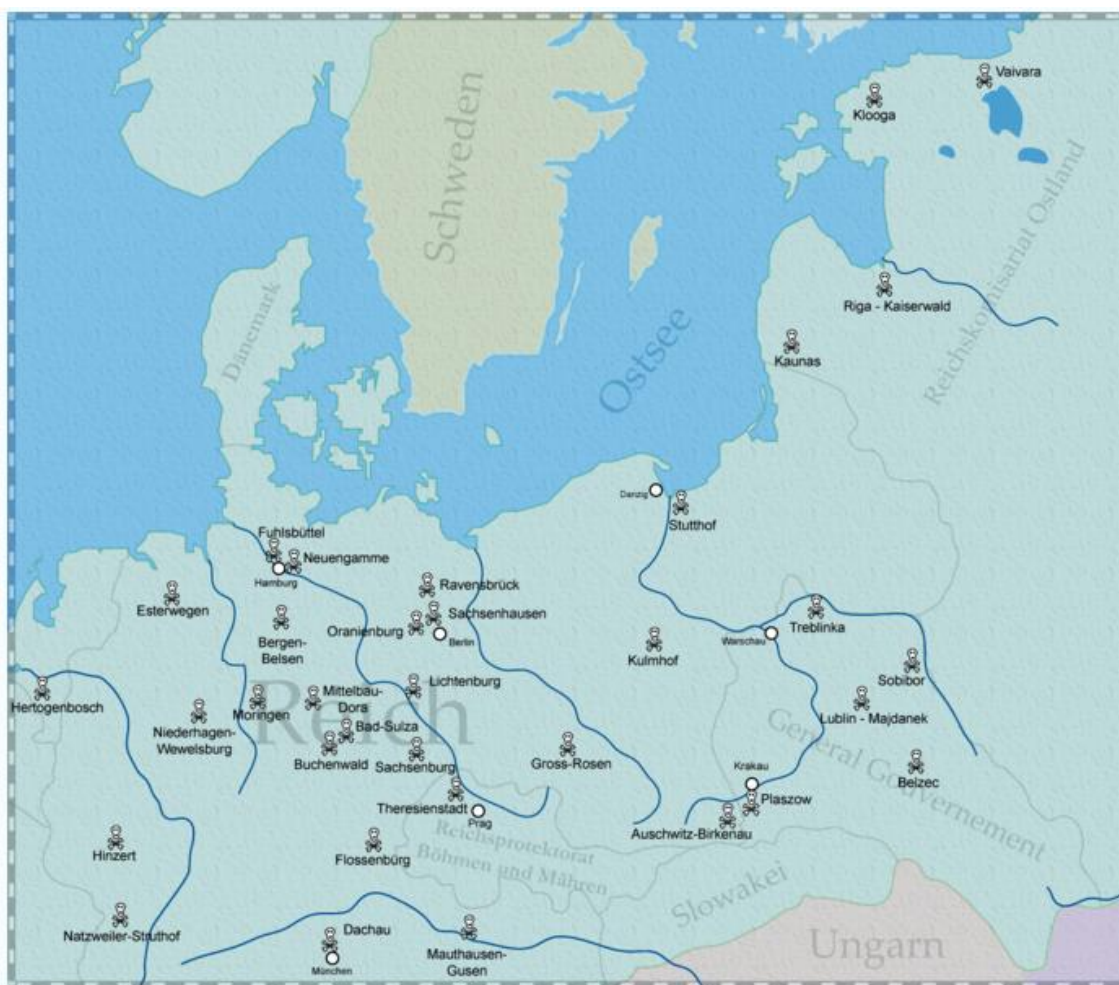 Vaivara
Klooga
Schweden
Reichskomisariat Ostland
Riga - Kaiserwald
Dänemark
Ostsee
Kaunas
Danzig
Stutthof
Fuhlsbüttel
Neuengamme
Hamburg
Ravensbrück
Esterwegen
Sachsenhausen
Oranienburg
Berlin
Bergen-
Belsen
Treblinka
Warschau
Kulmhof
Sobibor
Hertogenbosch
Lichtenburg
Mittelbau-
Dora
Moringen
Reich
Niederhagen-
Wewelsburg
Bad-Sulza
Buchenwald
Sachsenburg
Gross-Rosen
Lublin - Majdanek
General Gouvernement
Belzec
Krakau
Plaszow
Theresienstadt
Prag
Auschwitz-Birkenau
Reichsprotektorat
Böhmen und Mähren
Hinzert
Flossenbürg
Slowakei
Natzweiler-Struthof
Dachau
München
Mauthausen-
Gusen
Ungarn